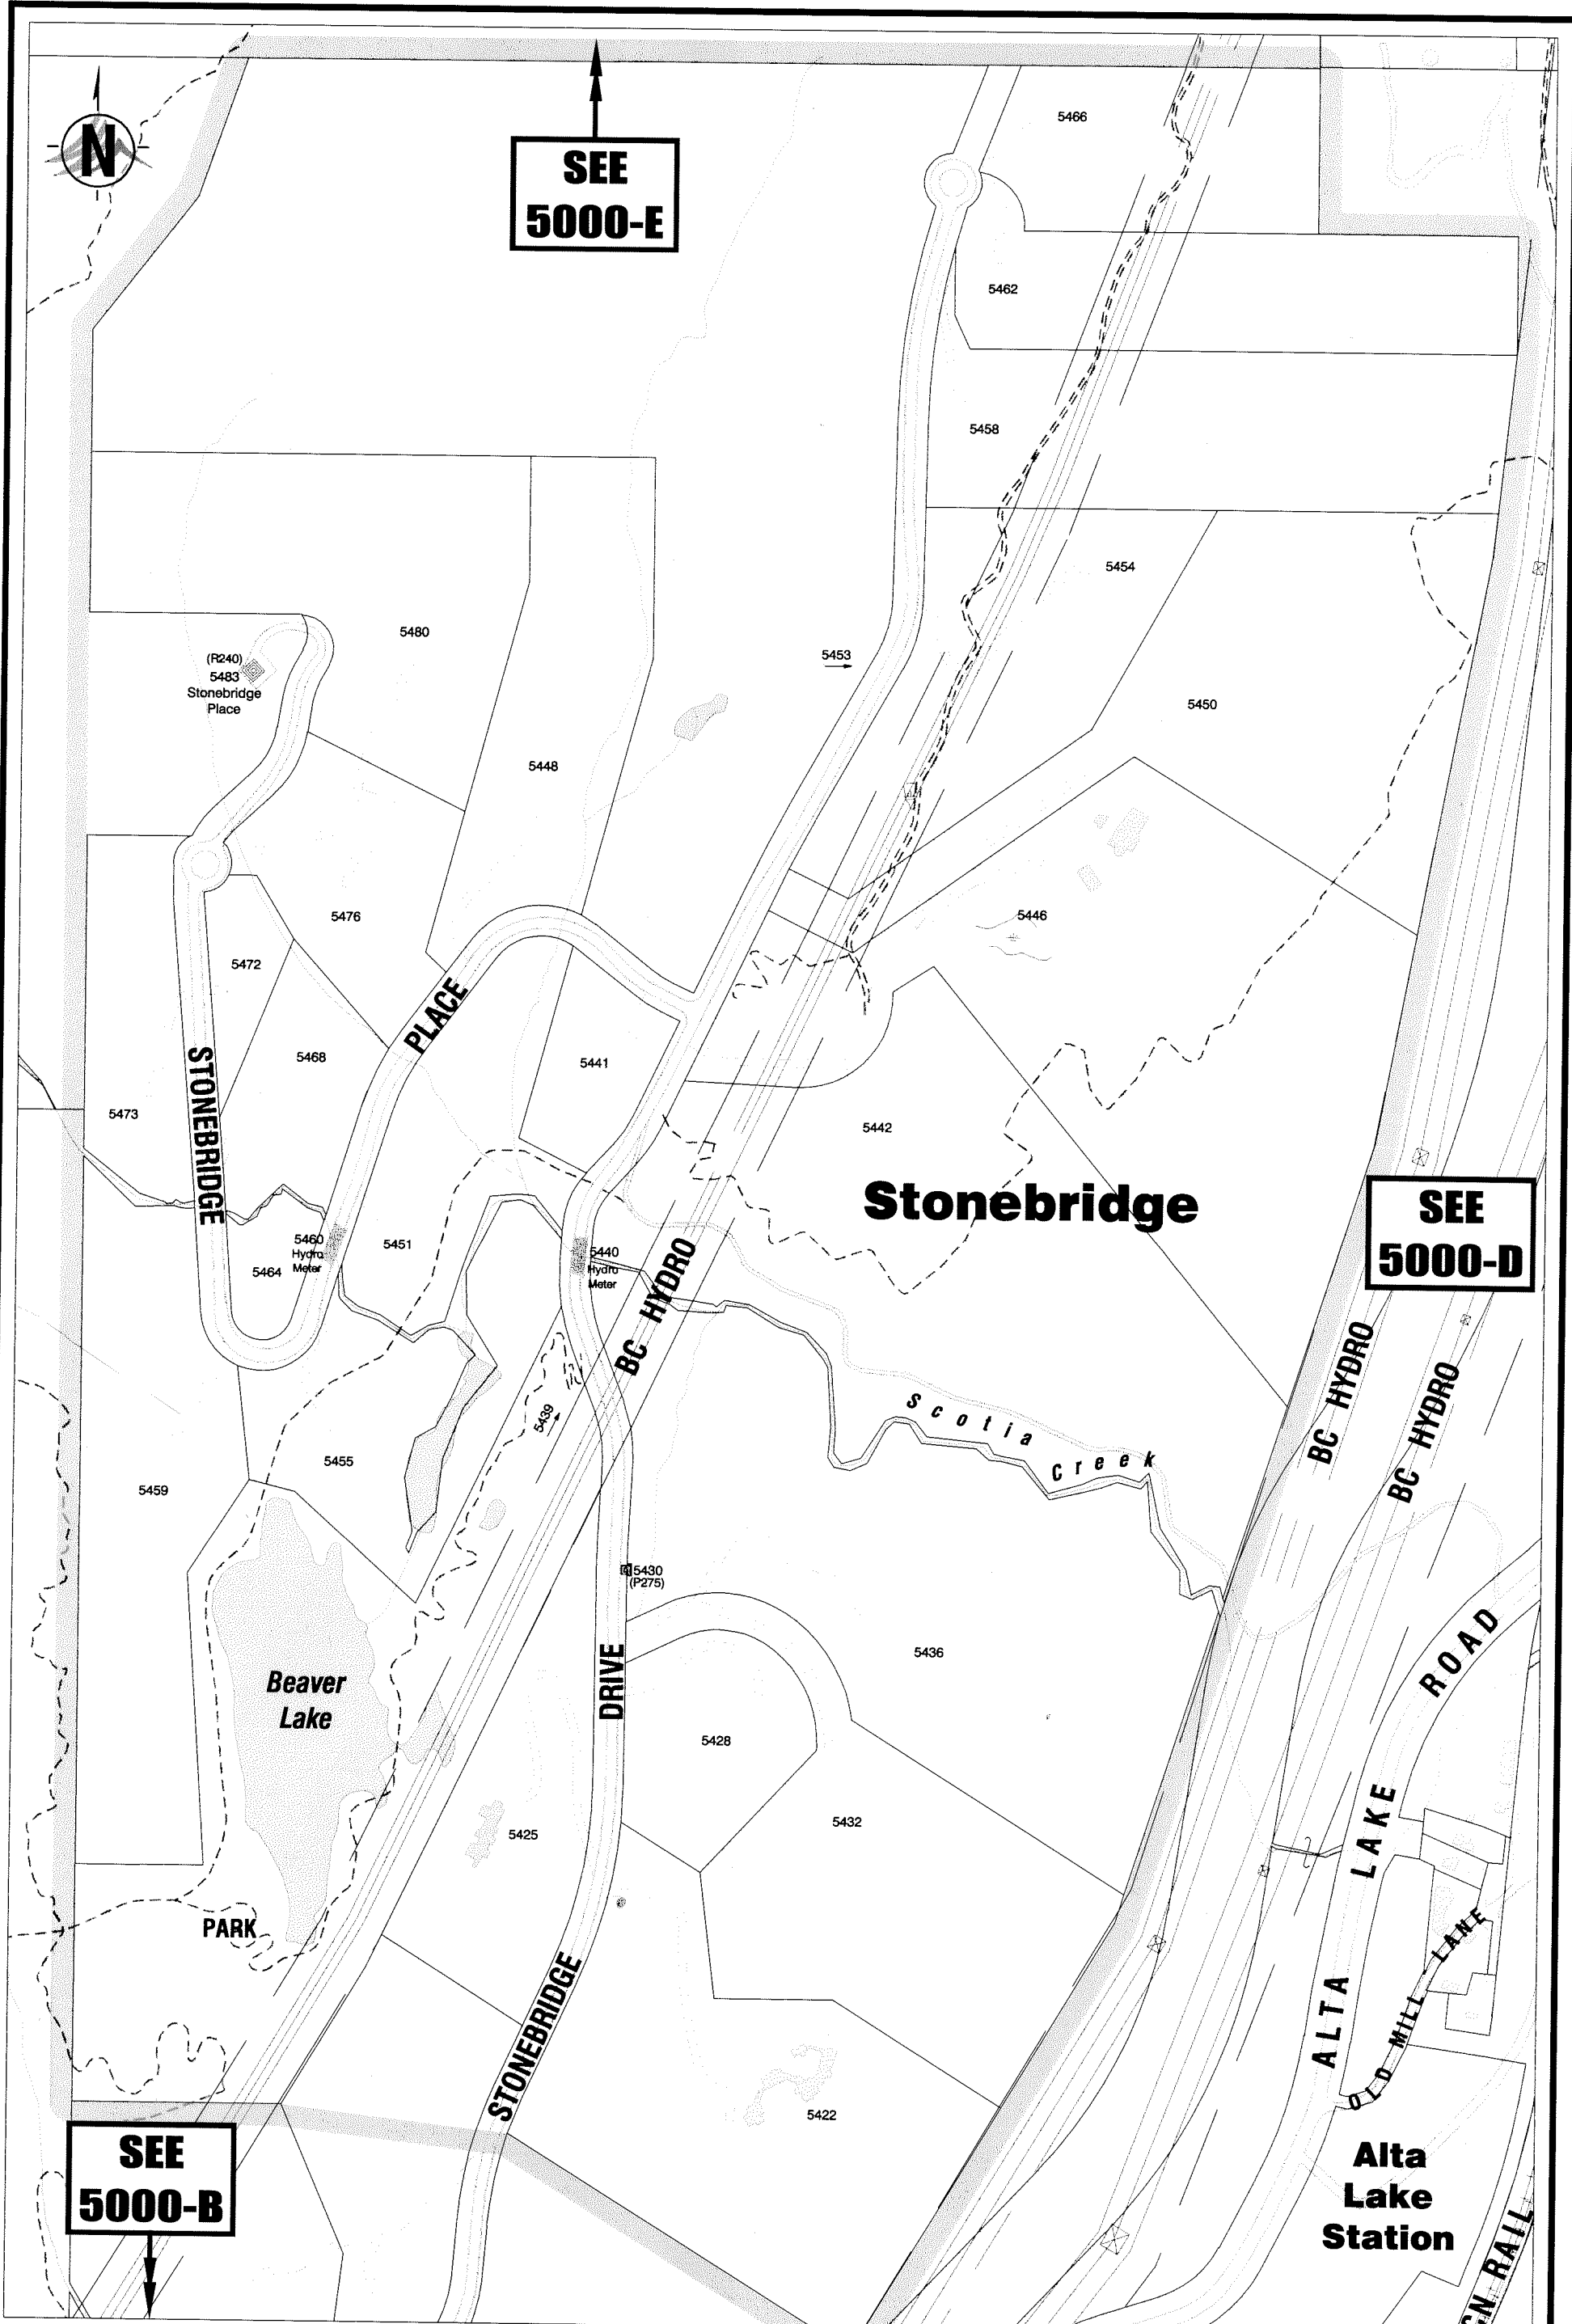 N
SEE
5000-E
5466
5462
5458
5454
5450
5453
5480
(R240)
5483
Stonebridge
Place
5448
5476
5446
5472
5468
5441
5473
PLACE
STONEBRIDGE
5442
Stonebridge
SEE
5000-D
5460
Hydro
Meter
5464
5451
5440
Hydro
Meter
BC HYDRO
BC HYDRO
BC HYDRO
5439
Scotia
Creek
5455
5459
5430
(P275)
5436
Beaver
Lake
DRIVE
STONEBRIDGE
5428
5432
5425
PARK
ALTA LAKE ROAD
OLD MILL LANE
5422
SEE
5000-B
Alta
Lake
Station
CN RAIL